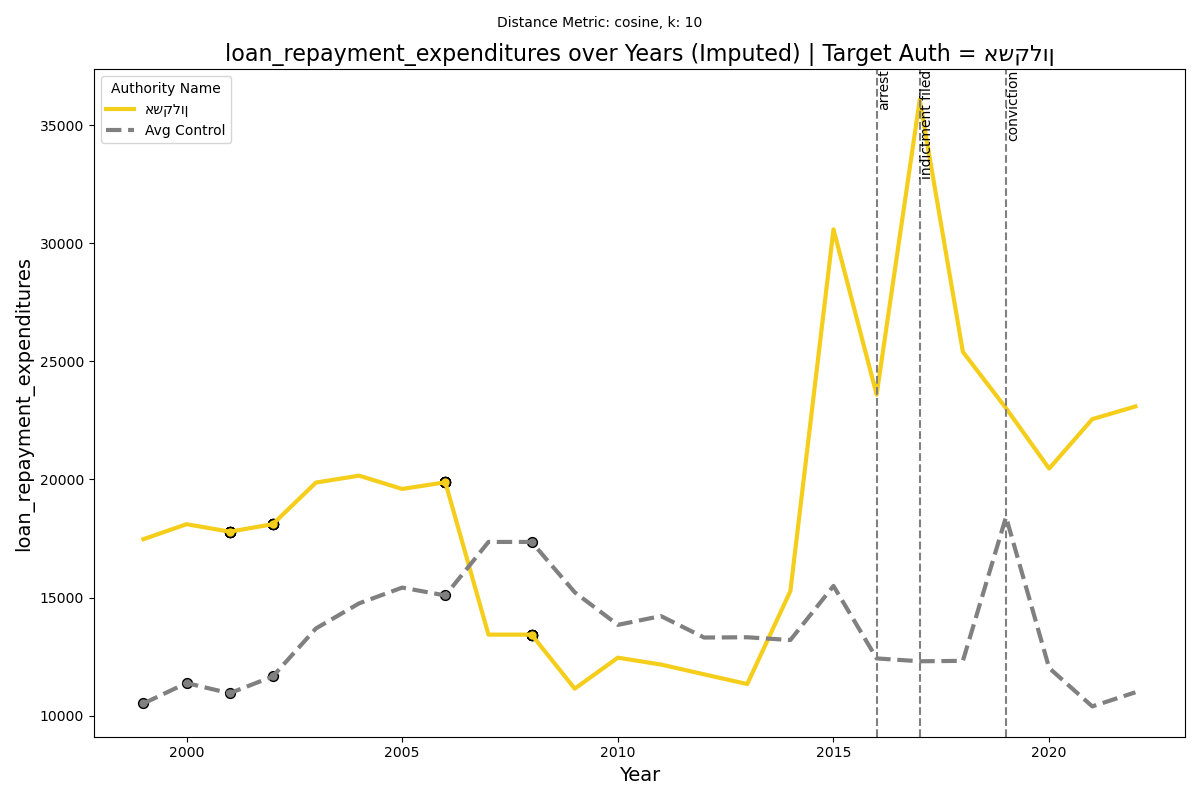 Distance Metric: cosine, k: 10
loan_repayment_expenditures over Years (Imputed) | Target Auth = אשקלון
Authority Name
אשקלון
Avg Control
arrest
indictment filed
conviction
35000
30000
25000
20000
15000
10000
loan_repayment_expenditures
2000
2005
2010
2015
2020
Year